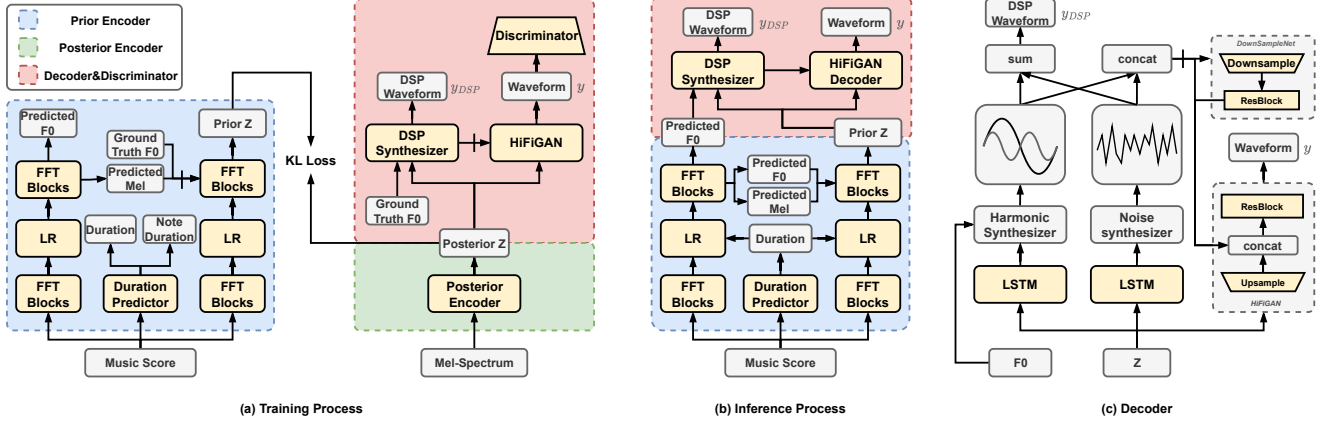 Prior Encoder
Posterior Encoder
Decoder&Discriminator
Predicted
F0
Ground
Truth F0
Predicted
Mel
Prior Z
FFT
Blocks
FFT
Blocks
LR
Duration
Note
Duration
LR
FFT
Blocks
Duration
Predictor
FFT
Blocks
Music Score
KL Loss
Discriminator
DSP
Waveform
y_DSP
Waveform
y
DSP
Synthesizer
HiFiGAN
Ground
Truth F0
Posterior Z
Posterior
Encoder
Mel-Spectrum
(a) Training Process
DSP
Waveform
y_DSP
Waveform
y
DSP
Synthesizer
HiFiGAN
Decoder
Predicted
F0
Prior Z
FFT
Blocks
Predicted
F0
Predicted
Mel
FFT
Blocks
LR
Duration
LR
FFT
Blocks
Duration
Predictor
FFT
Blocks
Music Score
(b) Inference Process
DSP
Waveform
y_DSP
sum
concat
DownSampleNet
Downsample
ResBlock
Waveform
y
Harmonic
Synthesizer
Noise
synthesizer
ResBlock
concat
Upsample
HiFiGAN
LSTM
LSTM
F0
Z
(c) Decoder